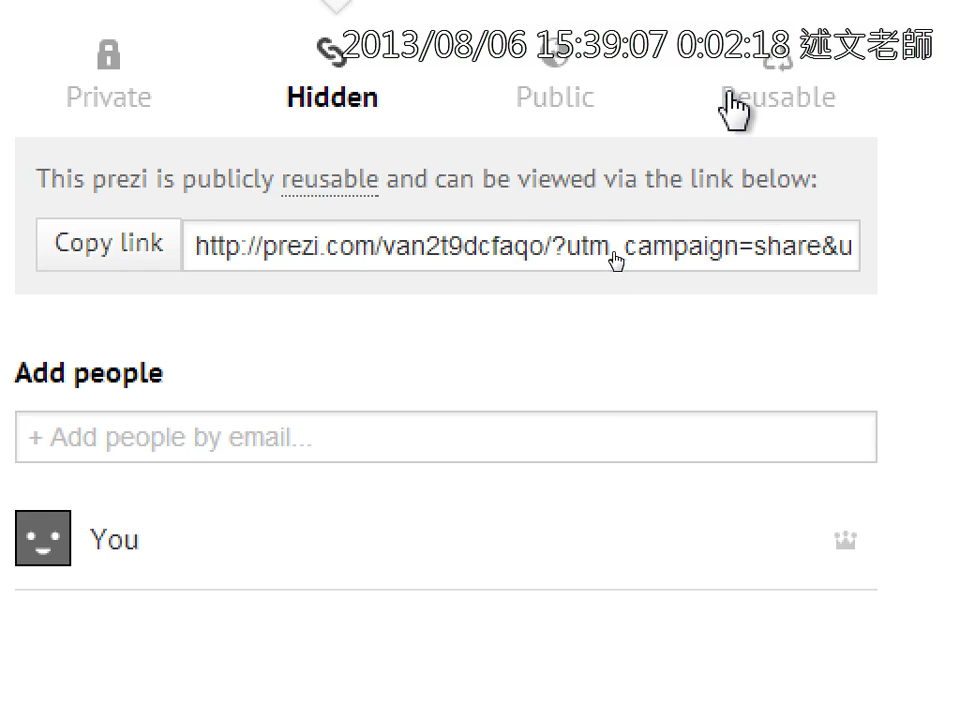 2013/08/06 15:39:07 0:02:18 述文老師
Private Hidden Public Reusable
This prezi is publicly reusable and can be viewed via the link below:
Copy link http://prezi.com/van2t9dcfaqo/?utm_campaign=share&u
Add people
+ Add people by email...
You